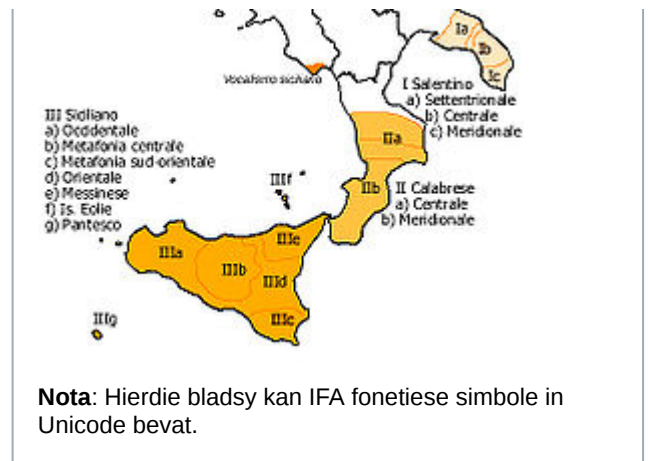 Ia
Ib
Ic
Vocalismo siciliano
I Salentino
a) Settentrionale
b) Centrale
c) Meridionale
III Siciliano
a) Occidentale
b) Metafonia centrale
c) Metafonia sud-orientale
d) Orientale
e) Messinese
f) Is. Eolie
g) Pantesco
IIa
IIIf
IIb
II Calabrese
a) Centrale
b) Meridionale
IIIa
IIIe
IIIb
IIId
IIIc
IIIg
Nota: Hierdie bladsy kan IFA fonetiese simbole in
Unicode bevat.